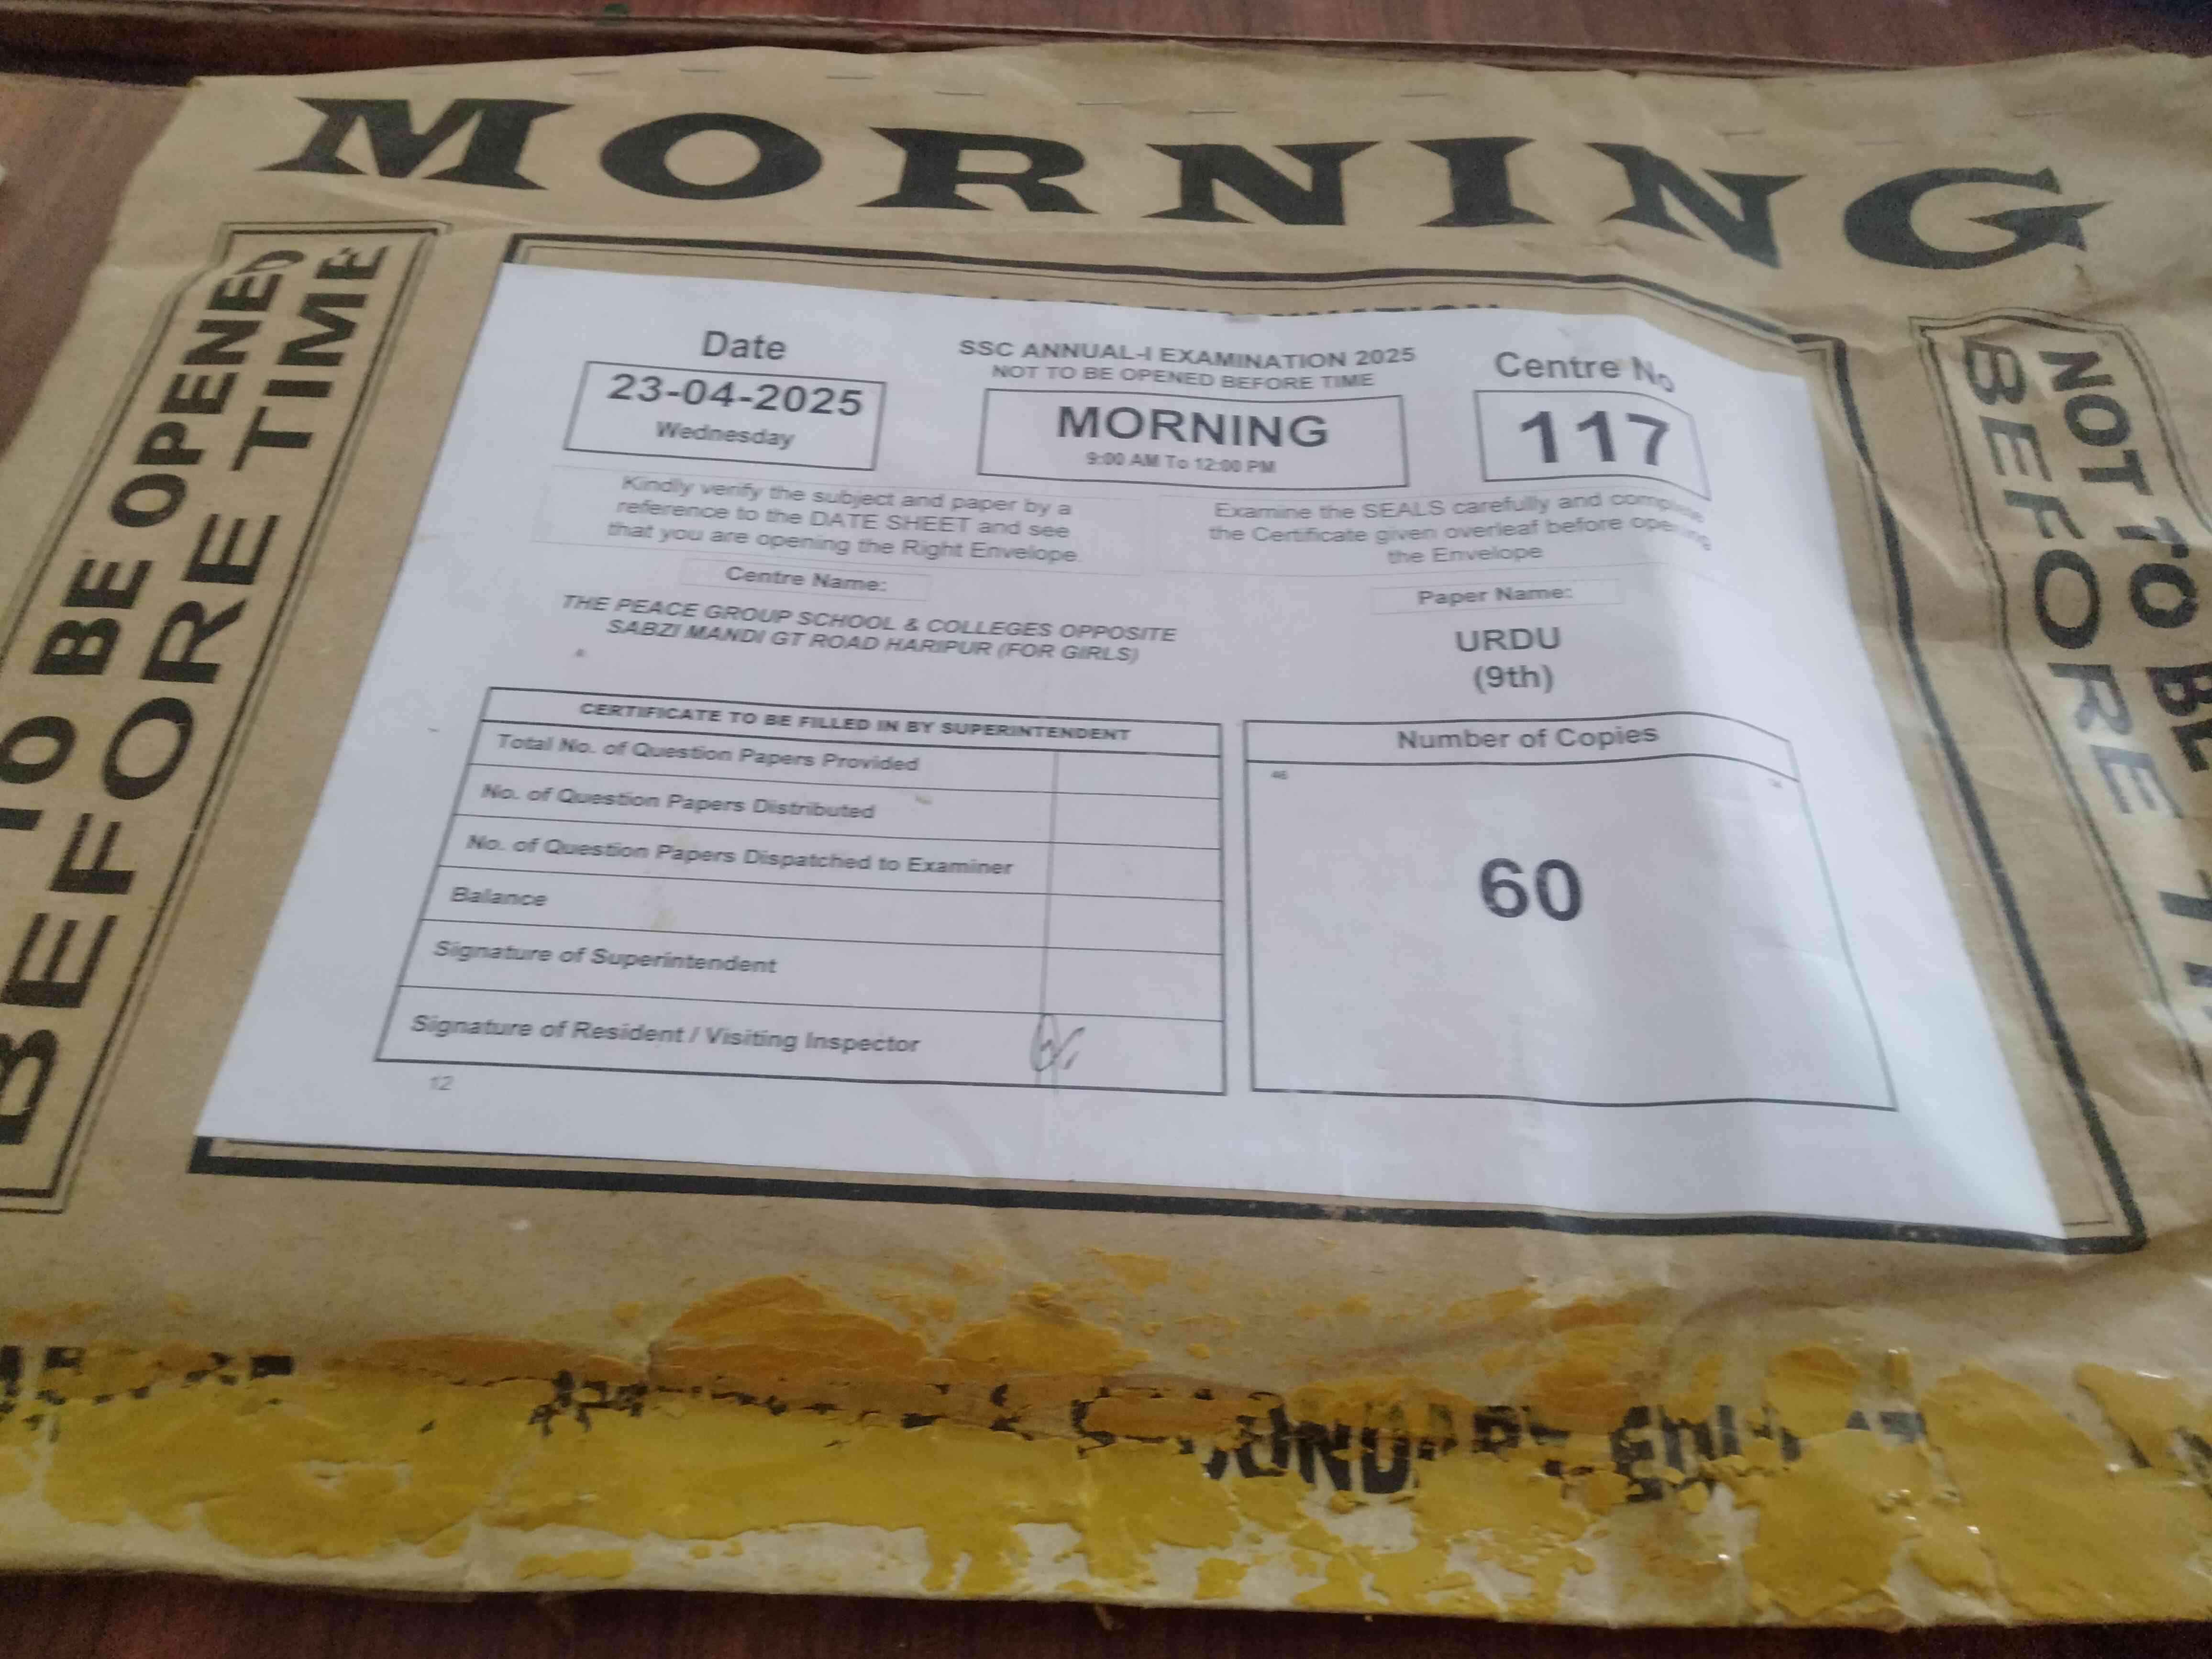 MORNING
TO BE OPENED
BEFORE TIME
NOT TO BE
BEFORE
Date
23-04-2025
Wednesday
SSC ANNUAL-I EXAMINATION 2025
NOT TO BE OPENED BEFORE TIME
MORNING
9:00 AM To 12:00 PM
Centre No
117
Kindly verify the subject and paper by a
reference to the DATE SHEET and see
that you are opening the Right Envelope.
Examine the SEALS carefully and complete
the Certificate given overleaf before opening
the Envelope
Centre Name:
THE PEACE GROUP SCHOOL & COLLEGES OPPOSITE
SABZI MANDI GT ROAD HARIPUR (FOR GIRLS)
Paper Name:
URDU
(9th)
CERTIFICATE TO BE FILLED IN BY SUPERINTENDENT
Total No. of Question Papers Provided
No. of Question Papers Distributed
No. of Question Papers Dispatched to Examiner
Balance
Signature of Superintendent
Signature of Resident / Visiting Inspector
12
Number of Copies
46
60